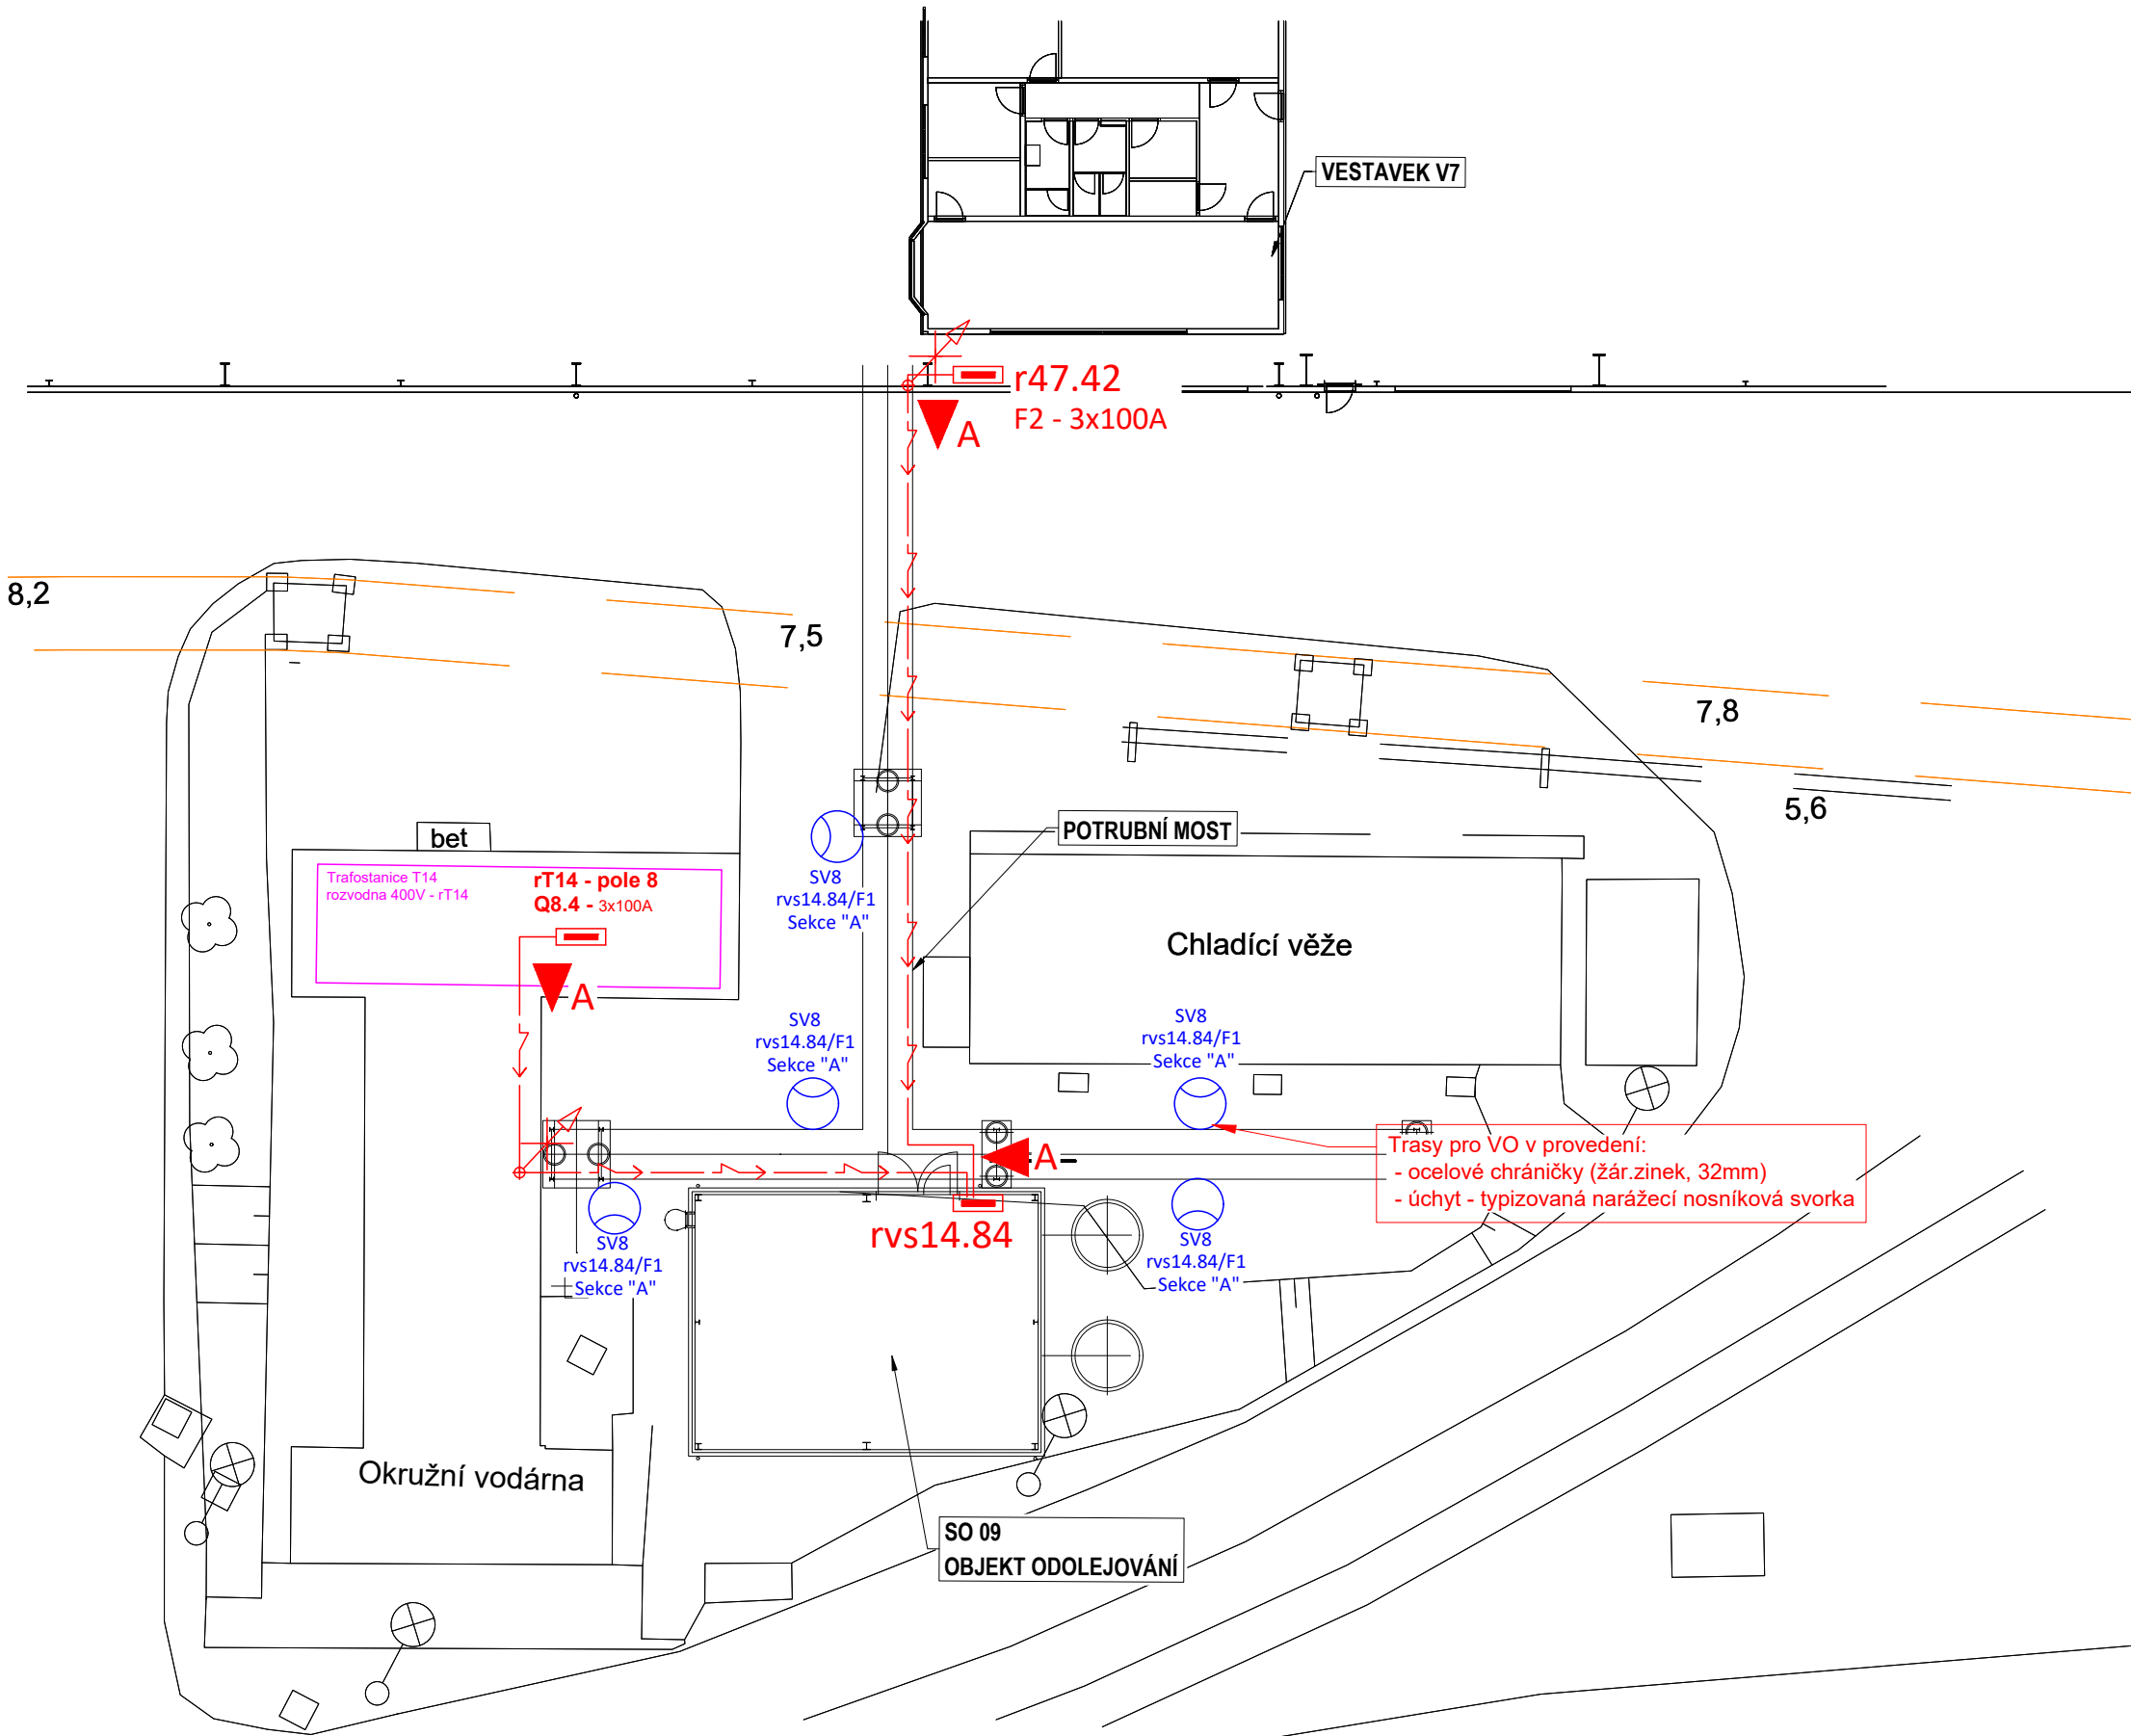 VESTAVEK V7
r47.42
F2 - 3x100A
A
8,2
7,5
7,8
5,6
POTRUBNÍ MOST
bet
Trafostanice T14
rozvodna 400V - rT14
rT14 - pole 8
Q8.4 - 3x100A
A
SV8
rvs14.84/F1
Sekce "A"
Chladící věže
SV8
rvs14.84/F1
Sekce "A"
SV8
rvs14.84/F1
Sekce "A"
A
Trasy pro VO v provedení:
- ocelové chráničky (žár.zinek, 32mm)
- úchyt - typizovaná narážecí nosníková svorka
rvs14.84
SV8
rvs14.84/F1
Sekce "A"
SV8
rvs14.84/F1
Sekce "A"
Okružní vodárna
SO 09
OBJEKT ODOLEJOVÁNÍ